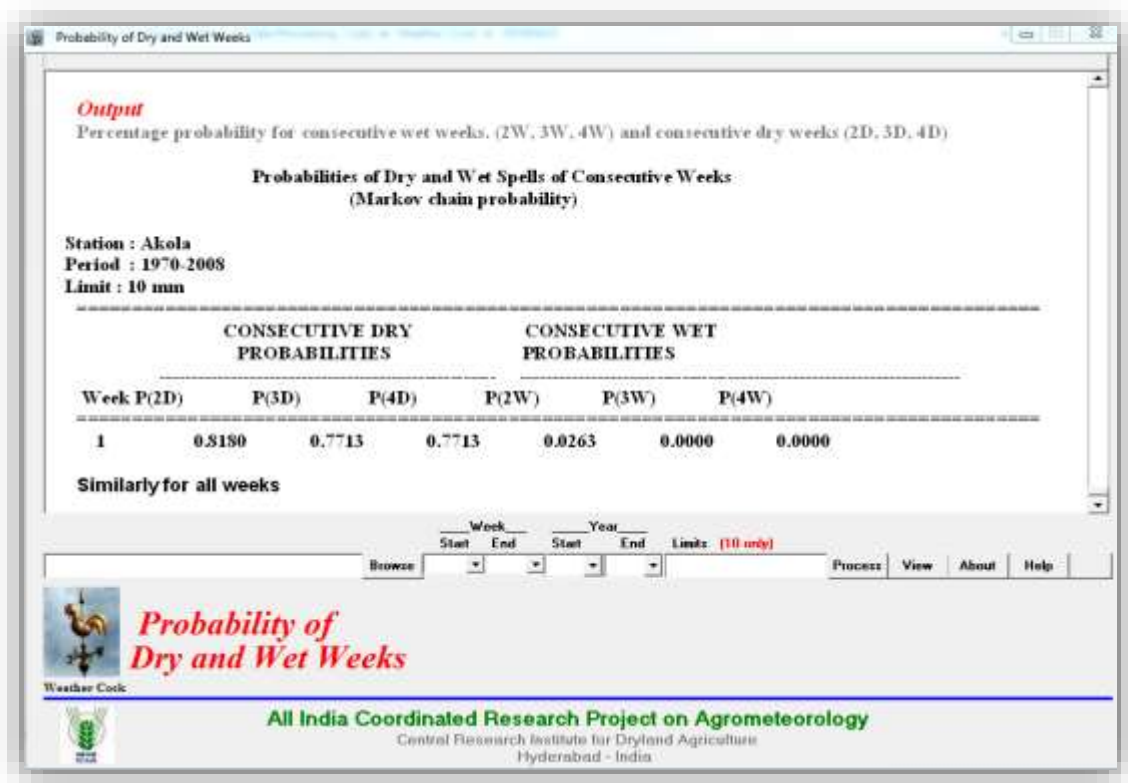 Probability of Dry and Wet Weeks
Output
Percentage probability for consecutive wet weeks, (2W, 3W, 4W) and consecutive dry weeks (2D, 3D, 4D)
Probabilities of Dry and Wet Spells of Consecutive Weeks
(Markov chain probability)
Station : Akola
Period : 1970-2008
Limit : 10 mm
CONSECUTIVE DRY CONSECUTIVE WET
PROBABILITIES PROBABILITIES
Week P(2D) P(3D) P(4D) P(2W) P(3W) P(4W)
1 0.8180 0.7713 0.7713 0.0263 0.0000 0.0000
Similarly for all weeks
____Week___ ____Year____
Start End Start End Limits (10 only)
Browse Process View About Help
Probability of
Dry and Wet Weeks
Weather Cock
All India Coordinated Research Project on Agrometeorology
Central Research Institute for Dryland Agriculture
Hyderabad - India